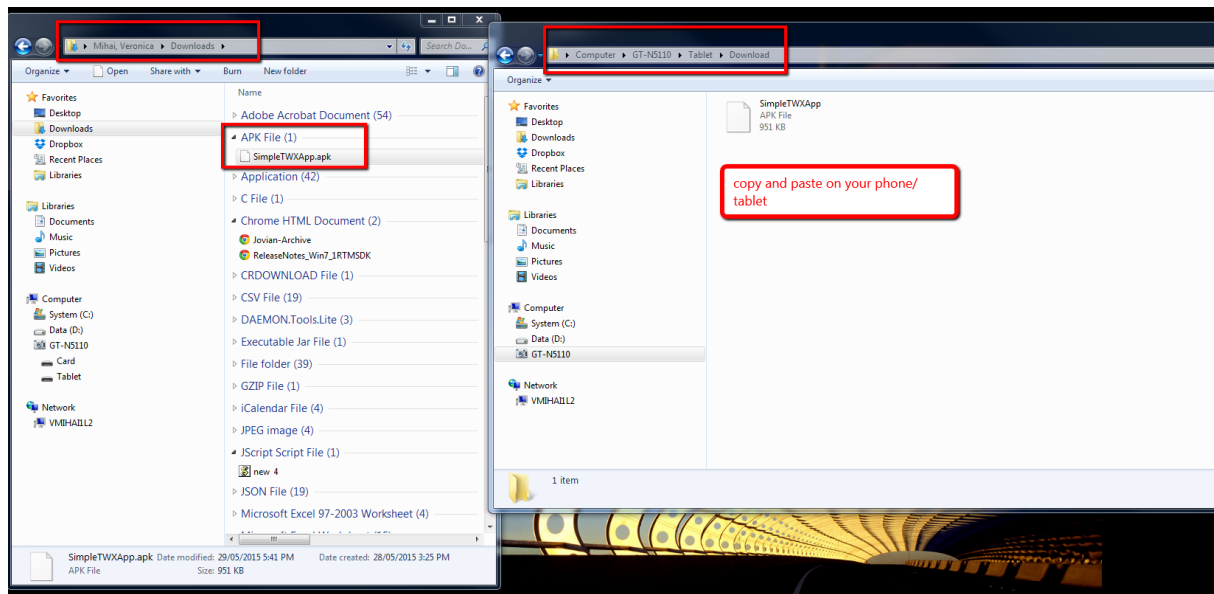 Mihai, Veronica ▸ Downloads ▸
Search Do...
Organize ▾ Open Share with ▾ Burn New folder
Favorites
Desktop
Downloads
Dropbox
Recent Places
Libraries
Libraries
Documents
Music
Pictures
Videos
Computer
System (C:)
Data (D:)
GT-N5110
Card
Tablet
Network
VMIHAI1L2
Name
Adobe Acrobat Document (54)
APK File (1)
SimpleTWXApp.apk
Application (42)
C File (1)
Chrome HTML Document (2)
Jovian-Archive
ReleaseNotes_Win7_1RTMSDK
CRDOWNLOAD File (1)
CSV File (19)
DAEMON.Tools.Lite (3)
Executable Jar File (1)
File folder (39)
GZIP File (1)
iCalendar File (4)
JPEG image (4)
JScript Script File (1)
new 4
JSON File (19)
Microsoft Excel 97-2003 Worksheet (4)
SimpleTWXApp.apk Date modified: 29/05/2015 5:41 PM Date created: 28/05/2015 3:25 PM
APK File Size: 951 KB
Computer ▸ GT-N5110 ▸ Tablet ▸ Download
Organize ▾
Favorites
Desktop
Downloads
Dropbox
Recent Places
Libraries
Libraries
Documents
Music
Pictures
Videos
Computer
System (C:)
Data (D:)
GT-N5110
Network
VMIHAI1L2
SimpleTWXApp
APK File
951 KB
copy and paste on your phone/
tablet
1 item